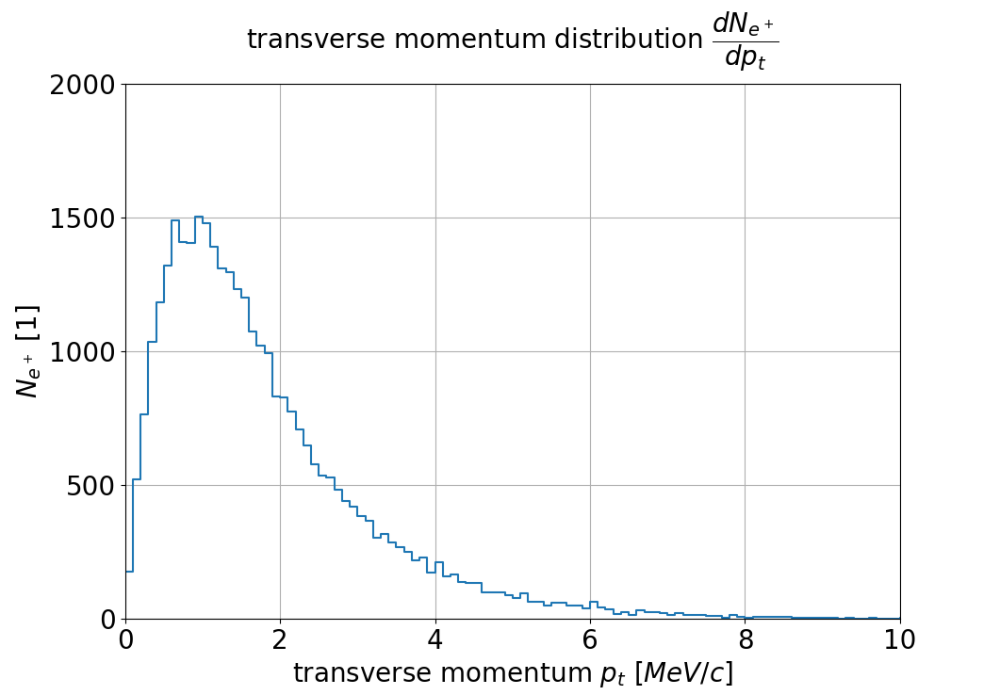 transverse momentum distribution $\frac{dN_{e^+}}{dp_t}$
2000
1500
1000
500
0
N_{e^+} [1]
0 2 4 6 8 10
transverse momentum p_t [MeV/c]